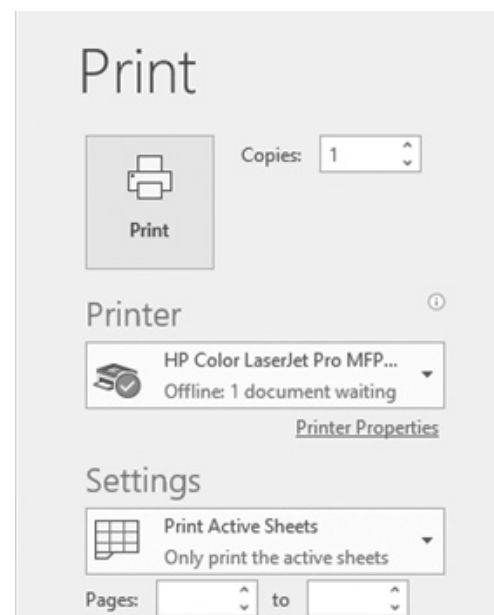 Print
Copies: 1
Print
Printer
HP Color LaserJet Pro MFP...
Offline: 1 document waiting
Printer Properties
Settings
Print Active Sheets
Only print the active sheets
Pages: to